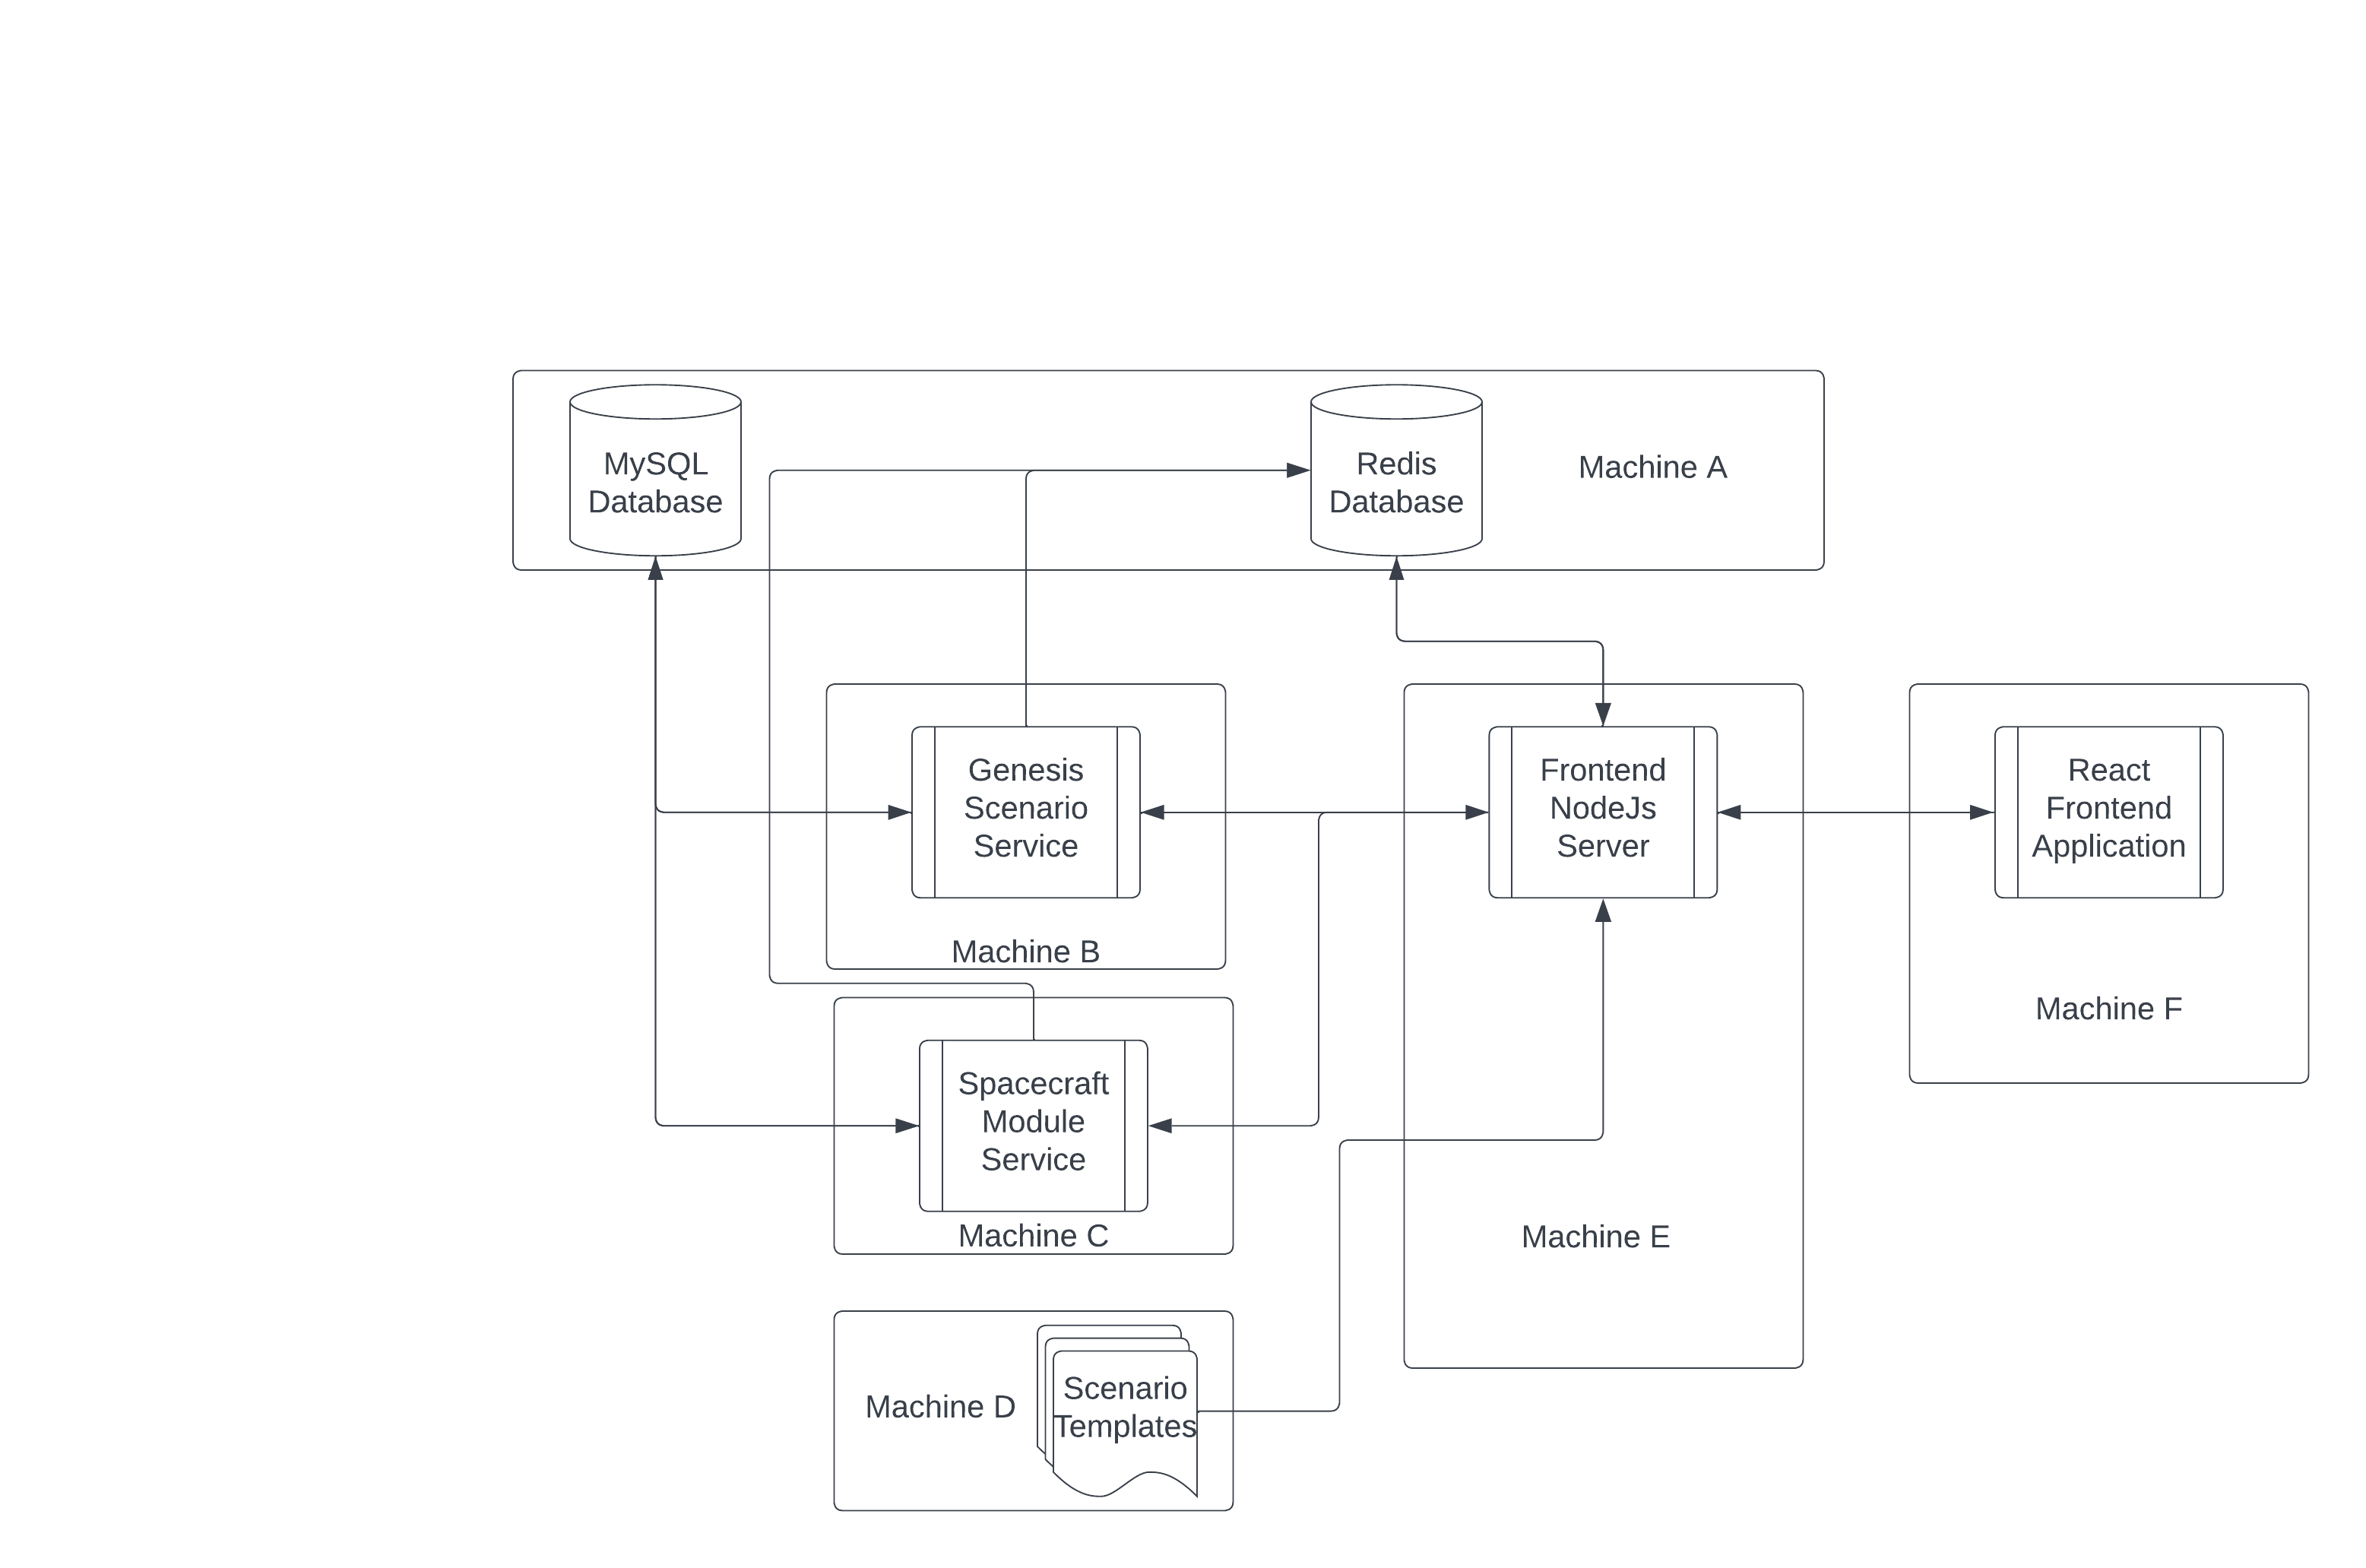 MySQL
Database
Redis
Database
Machine A
Genesis
Scenario
Service
Machine B
Frontend
NodeJs
Server
React
Frontend
Application
Machine F
Spacecraft
Module
Service
Machine C
Machine E
Machine D
Scenario
Templates